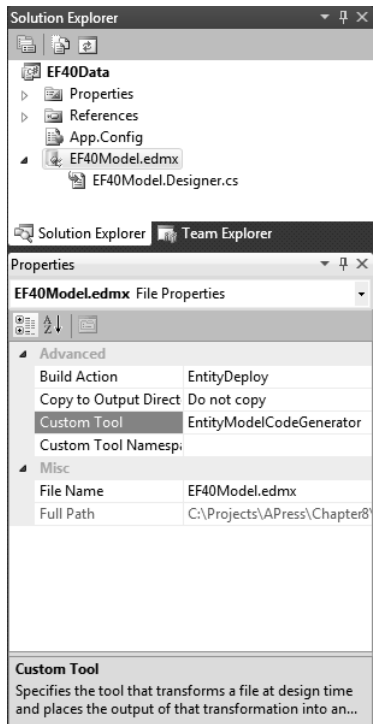 Solution Explorer
EF40Data
Properties
References
App.Config
EF40Model.edmx
EF40Model.Designer.cs
Solution Explorer Team Explorer
Properties
EF40Model.edmx File Properties
Advanced
Build Action EntityDeploy
Copy to Output Direct Do not copy
Custom Tool EntityModelCodeGenerator
Custom Tool Namespa
Misc
File Name EF40Model.edmx
Full Path C:\Projects\APress\Chapter8\
Custom Tool
Specifies the tool that transforms a file at design time
and places the output of that transformation into an...